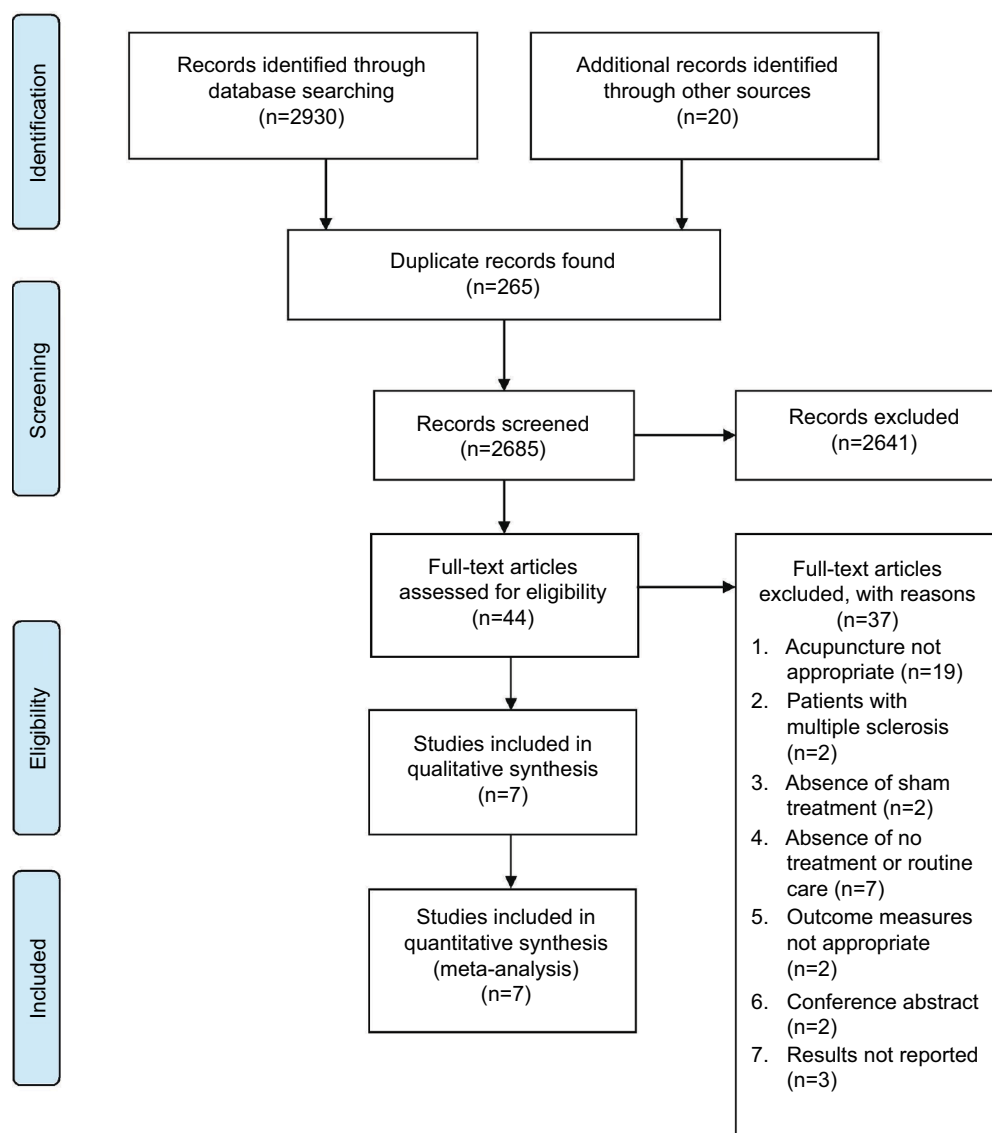 Identification
Records identified through
database searching
(n=2930)
Additional records identified
through other sources
(n=20)
Duplicate records found
(n=265)
Screening
Records screened
(n=2685)
Records excluded
(n=2641)
Full-text articles
assessed for eligibility
(n=44)
Full-text articles
excluded, with reasons
(n=37)
1. Acupuncture not
appropriate (n=19)
2. Patients with
multiple sclerosis
(n=2)
3. Absence of sham
treatment (n=2)
4. Absence of no
treatment or routine
care (n=7)
5. Outcome measures
not appropriate
(n=2)
6. Conference abstract
(n=2)
7. Results not reported
(n=3)
Eligibility
Studies included in
qualitative synthesis
(n=7)
Included
Studies included in
quantitative synthesis
(meta-analysis)
(n=7)